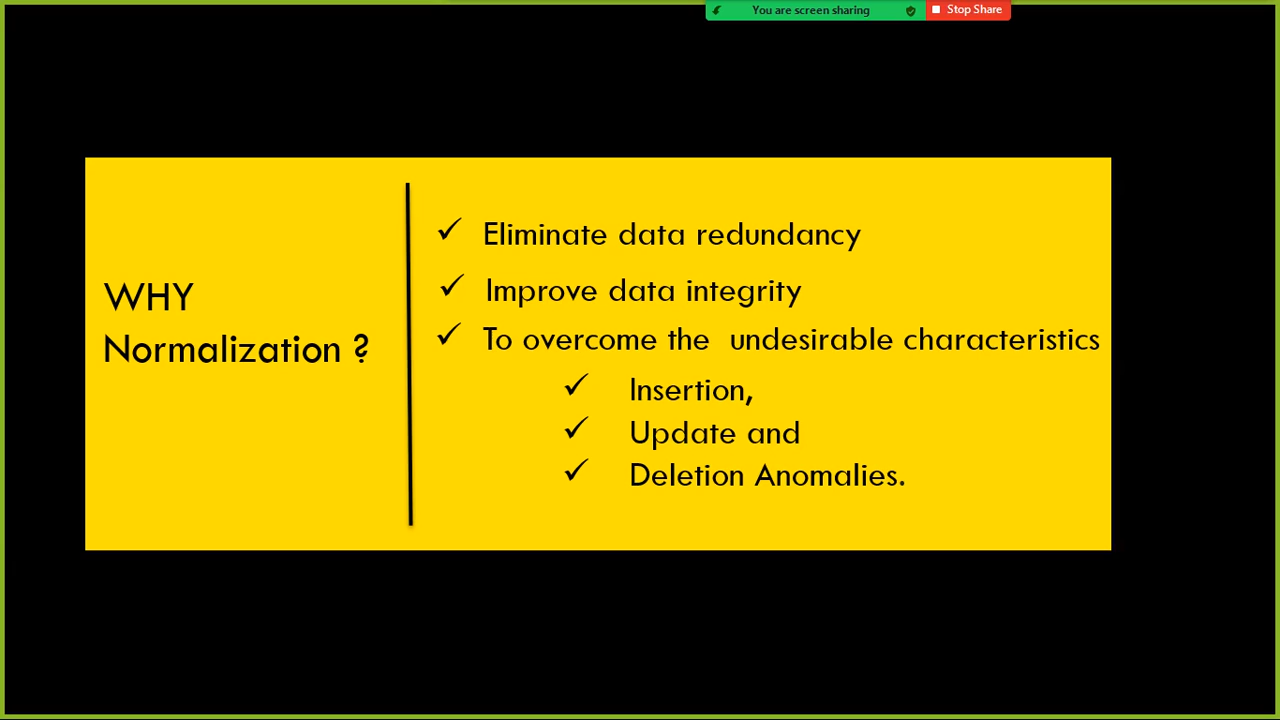 You are screen sharing
Stop Share
WHY
Normalization ?
✓ Eliminate data redundancy
✓ Improve data integrity
✓ To overcome the undesirable characteristics
✓ Insertion,
✓ Update and
✓ Deletion Anomalies.